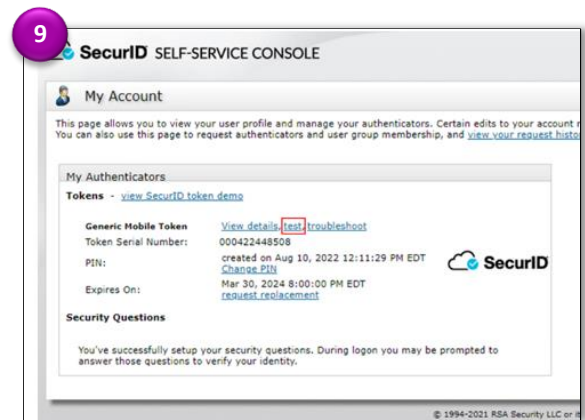 9
SecurID SELF-SERVICE CONSOLE
My Account
This page allows you to view your user profile and manage your authenticators. Certain edits to your account
You can also use this page to request authenticators and user group membership, and view your request
My Authenticators
Tokens - view SecurID token demo
Generic Mobile Token View details, test, troubleshoot
Token Serial Number: 000422448508
PIN: created on Aug 10, 2022 12:11:29 PM EDT
Change PIN
SecurID
Expires On: Mar 30, 2024 8:00:00 PM EDT
request replacement
Security Questions
You've successfully setup your security questions. During logon you may be prompted to
answer those questions to verify your identity.
© 1994-2021 RSA Security LLC or